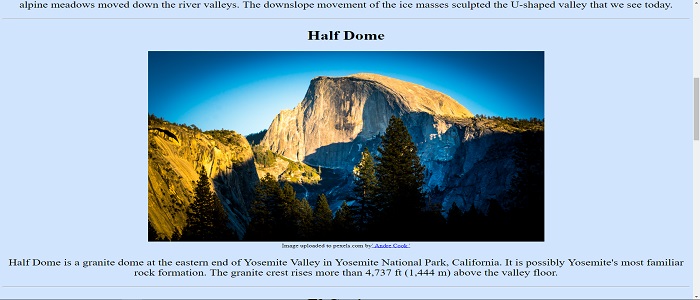 alpine meadows moved down the river valleys. The downslope movement of the ice masses sculpted the U-shaped valley that we see today.
Half Dome
Image uploaded to pexels.com by "Andre Cook"
Half Dome is a granite dome at the eastern end of Yosemite Valley in Yosemite National Park, California. It is possibly Yosemite's most familiar
rock formation. The granite crest rises more than 4,737 ft (1,444 m) above the valley floor.